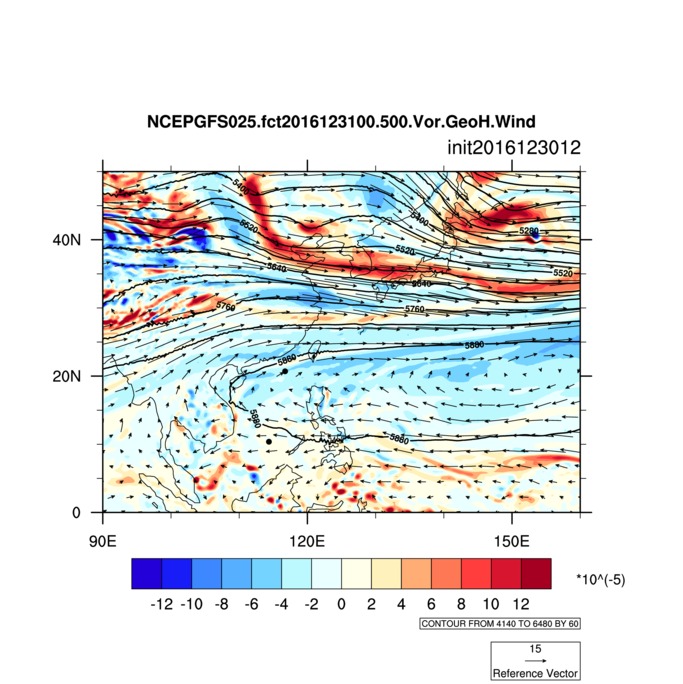 NCEPGFS025.fct2016123100.500.Vor.GeoH.Wind
init2016123012
5400
5400
5280
5520
5520
5640
5520
5640
5760
5760
5880
5880
5880
5880
40N
20N
0
90E 120E 150E
-12 -10 -8 -6 -4 -2 0 2 4 6 8 10 12
*10^(-5)
CONTOUR FROM 4140 TO 6480 BY 60
15
Reference Vector